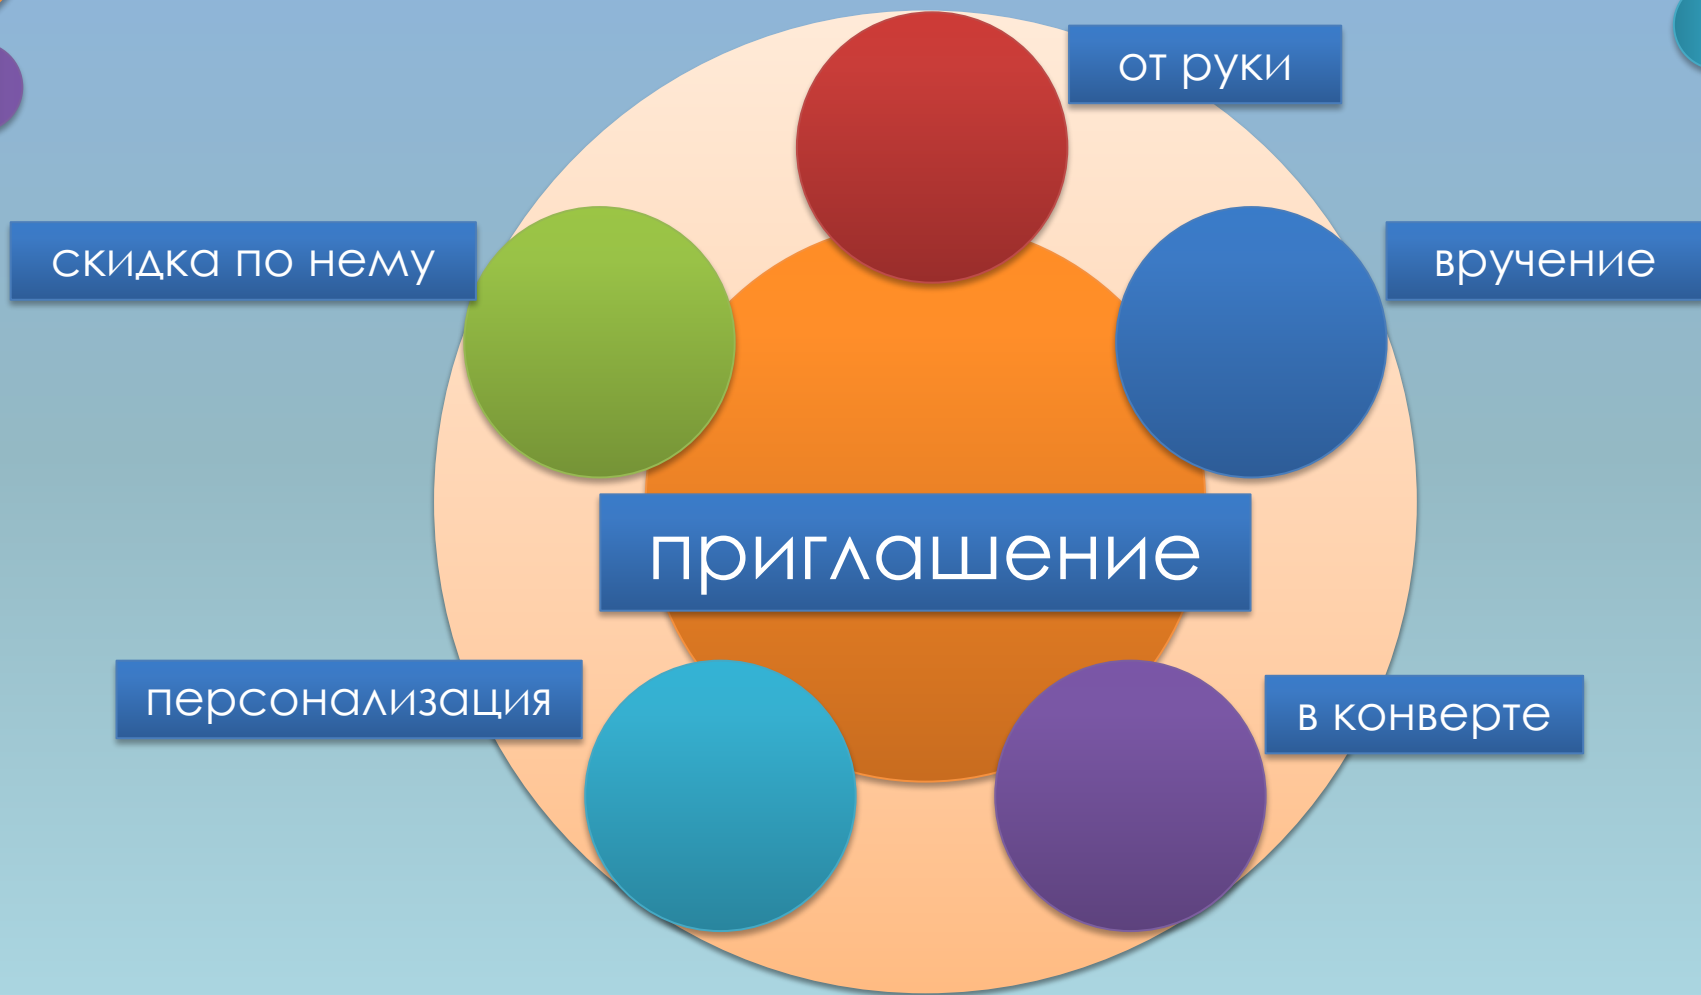 от руки
скидка по нему
вручение
приглашение
персонализация
в конверте